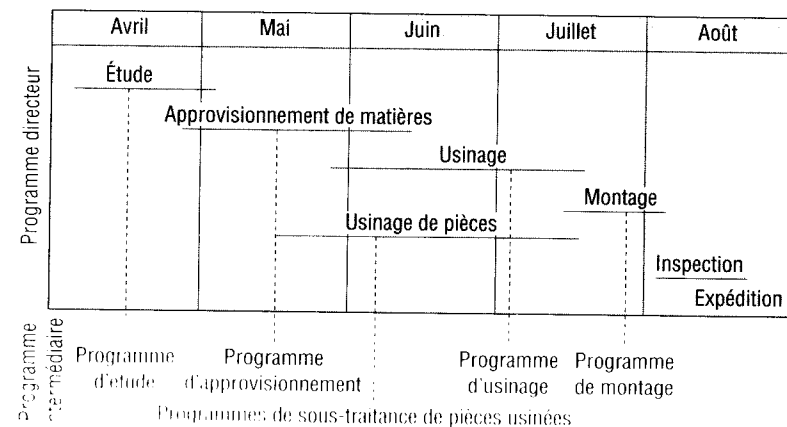 Avril Mai Juin Juillet Août
Programme directeur
Étude
Approvisionnement de matières
Usinage
Montage
Usinage de pièces
Inspection
Expédition
Programme
intermédiaire
Programme
d'étude
Programme
d'approvisionnement
Programme
d'usinage
Programme
de montage
Programmes de sous-traitance de pièces usinées